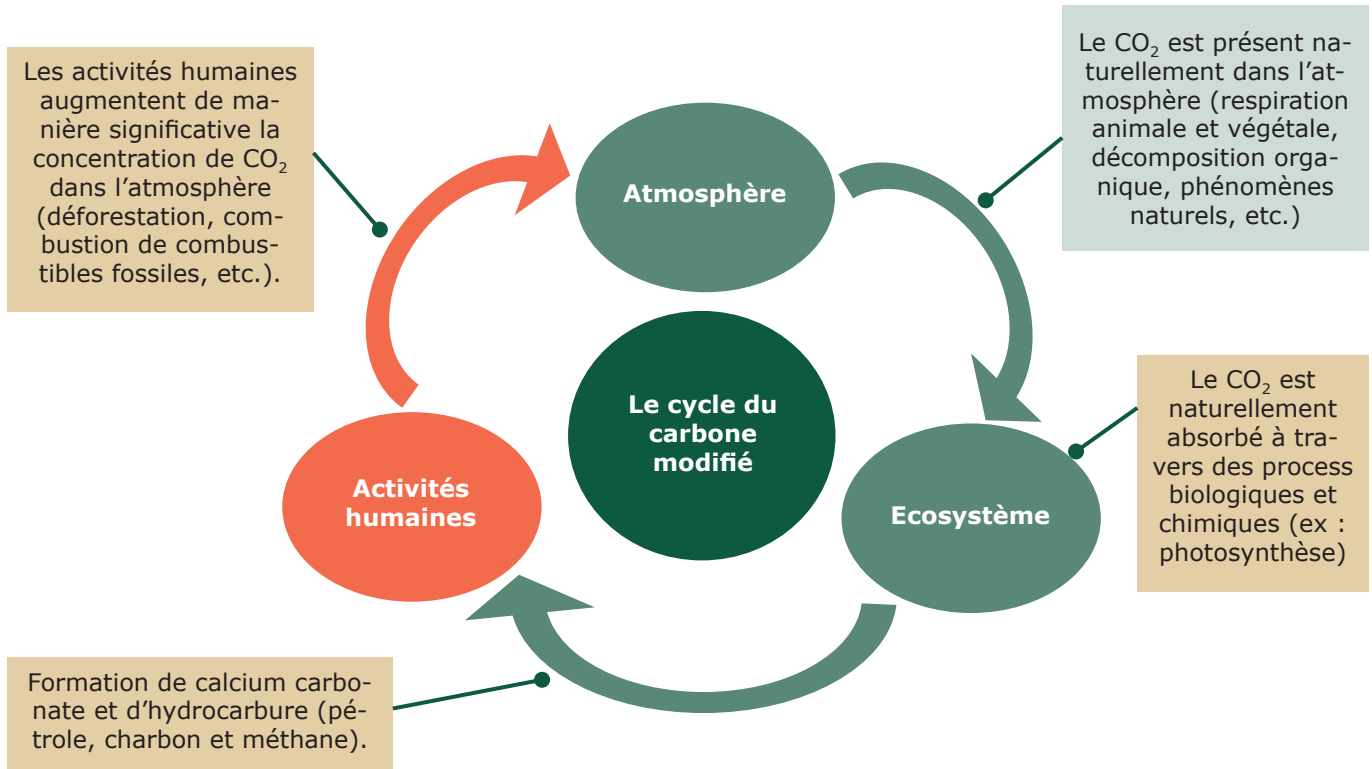 Les activités humaines
augmentent de ma-
nière significative la
concentration de CO₂
dans l'atmosphère
(déforestation, com-
bustion de combus-
tibles fossiles, etc.).
Atmosphère
Le CO₂ est présent na-
turellement dans l'at-
mosphère (respiration
animale et végétale,
décomposition orga-
nique, phénomènes
naturels, etc.)
Le cycle du
carbone
modifié
Activités
humaines
Ecosystème
Le CO₂ est
naturellement
absorbé à tra-
vers des process
biologiques et
chimiques (ex :
photosynthèse)
Formation de calcium carbo-
nate et d'hydrocarbure (pé-
trole, charbon et méthane).